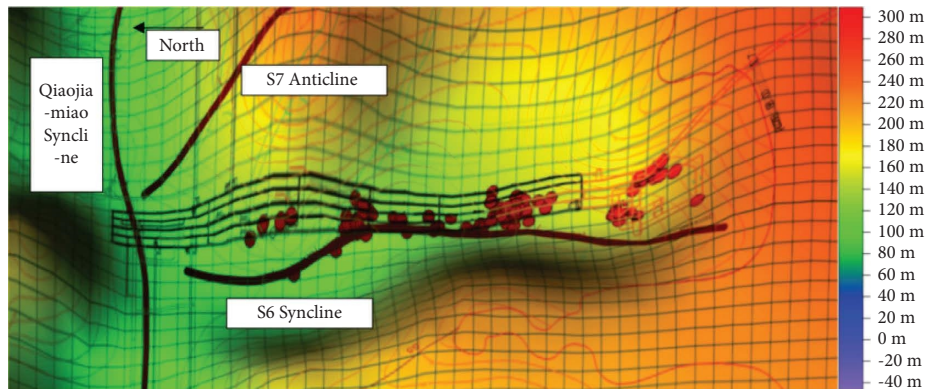 North
S7 Anticline
Qiaojia
-miao
Syncli
-ne
S6 Syncline
300 m
280 m
260 m
240 m
220 m
200 m
180 m
160 m
140 m
120 m
100 m
80 m
60 m
40 m
20 m
0 m
-20 m
-40 m